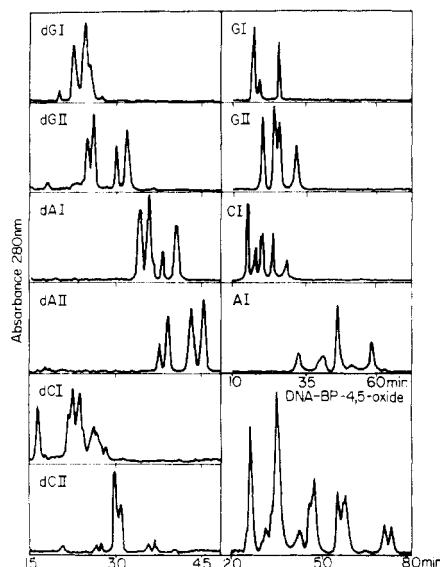 dGI
GI
dGII
GII
dAI
CI
dAII
AI
Absorbance 280nm
10 35 60min.
DNA-BP-4,5-oxide
dCI
dCII
15 30 45
20 50 80min